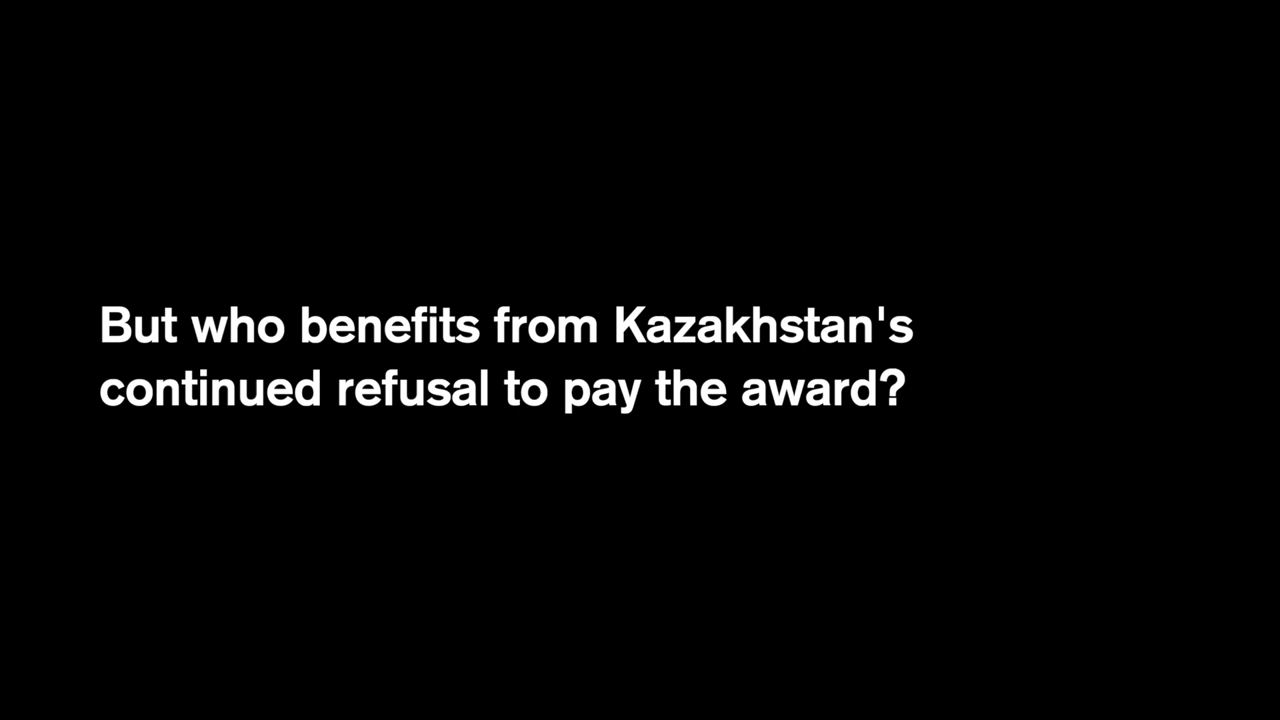 But who benefits from Kazakhstan's
continued refusal to pay the award?